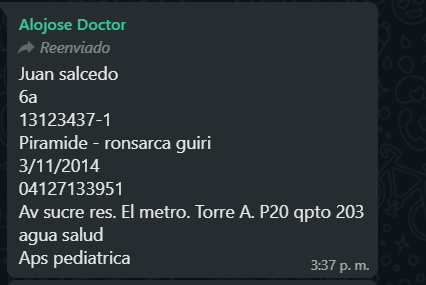 Alojose Doctor
Reenviado
Juan salcedo
6a
13123437-1
Piramide - ronsarca guiri
3/11/2014
04127133951
Av sucre res. El metro. Torre A. P20 qpto 203
agua salud
Aps pediatrica
3:37 p. m.